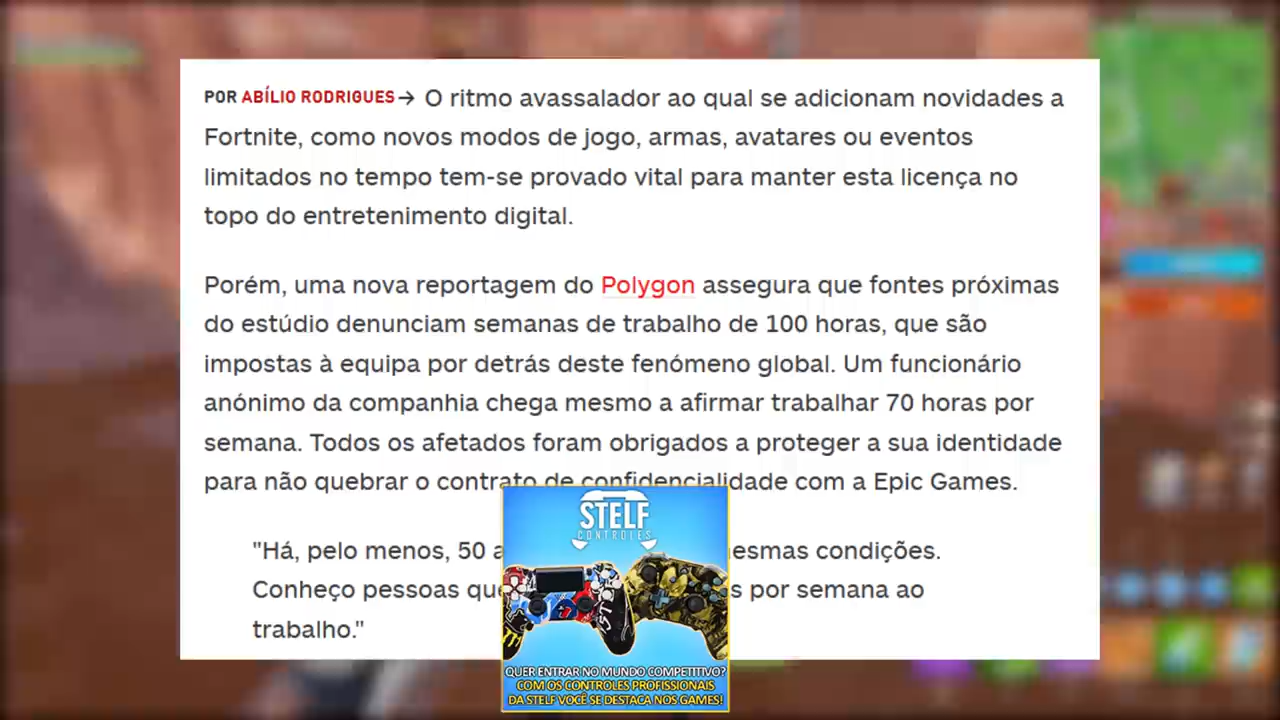 POR ABÍLIO RODRIGUES→ O ritmo avassalador ao qual se adicionam novidades a
Fortnite, como novos modos de jogo, armas, avatares ou eventos
limitados no tempo tem-se provado vital para manter esta licença no
topo do entretenimento digital.
Porém, uma nova reportagem do Polygon assegura que fontes próximas
do estúdio denunciam semanas de trabalho de 100 horas, que são
impostas à equipa por detrás deste fenómeno global. Um funcionário
anónimo da companhia chega mesmo a afirmar trabalhar 70 horas por
semana. Todos os afetados foram obrigados a proteger a sua identidade
para não quebrar o contrato de confidencialidade com a Epic Games.
"Há, pelo menos, 50 mesmas condições.
Conheço pessoas por semana ao
trabalho."
STELF
CONTROLES
QUER ENTRAR NO MUNDO COMPETITIVO?
COM OS CONTROLES PROFISSIONAIS
DA STELF VOCÊ SE DESTACA NOS GAMES!